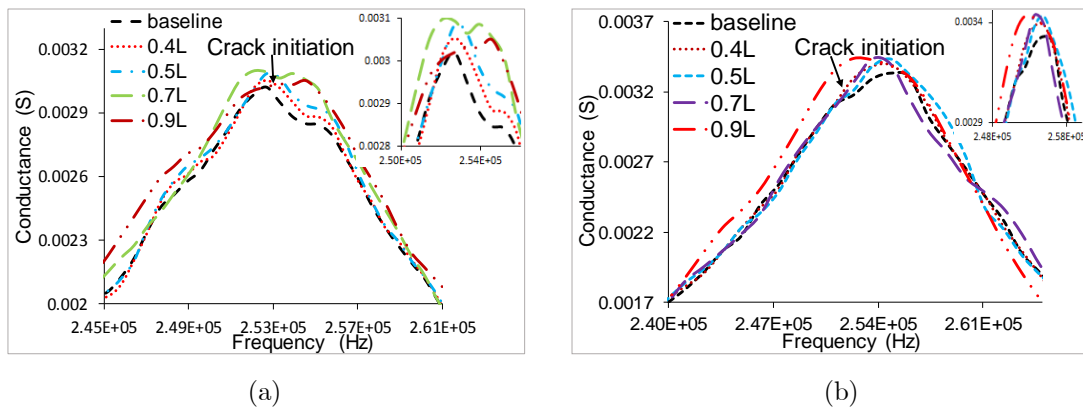 (a)
Conductance (S)
0.0032
0.0029
0.0026
0.0023
0.002
2.45E+05 2.49E+05 2.53E+05 2.57E+05 2.61E+05
Frequency (Hz)
baseline
0.4L
0.5L
0.7L
0.9L
Crack initiation
0.0031
0.003
0.0029
0.0028
2.50E+05 2.54E+05
(a)
(b)
Conductance (S)
0.0037
0.0032
0.0027
0.0022
0.0017
2.40E+05 2.47E+05 2.54E+05 2.61E+05
Frequency (Hz)
baseline
0.4L
0.5L
0.7L
0.9L
Crack initiation
0.0034
0.0029
2.48E+05 2.58E+05
(b)